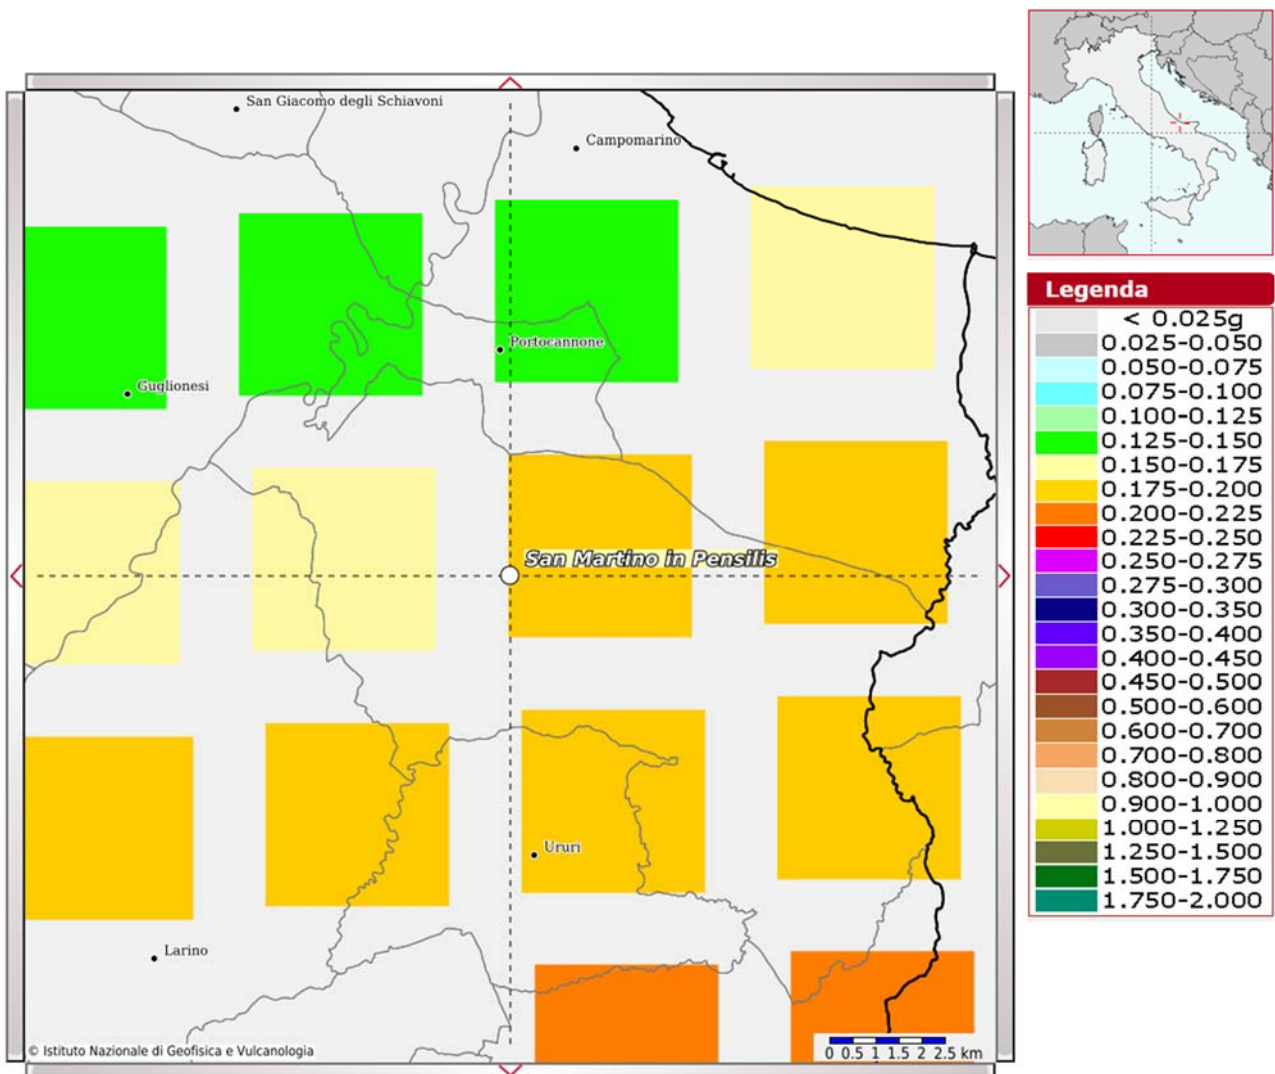 San Giacomo degli Schiavoni
Campomarino
Portocannone
Guglionesi
San Martino in Pensilis
Ururi
Larino
© Istituto Nazionale di Geofisica e Vulcanologia
0 0.5 1 1.5 2 2.5 km
Legenda
< 0.025g
0.025-0.050
0.050-0.075
0.075-0.100
0.100-0.125
0.125-0.150
0.150-0.175
0.175-0.200
0.200-0.225
0.225-0.250
0.250-0.275
0.275-0.300
0.300-0.350
0.350-0.400
0.400-0.450
0.450-0.500
0.500-0.600
0.600-0.700
0.700-0.800
0.800-0.900
0.900-1.000
1.000-1.250
1.250-1.500
1.500-1.750
1.750-2.000